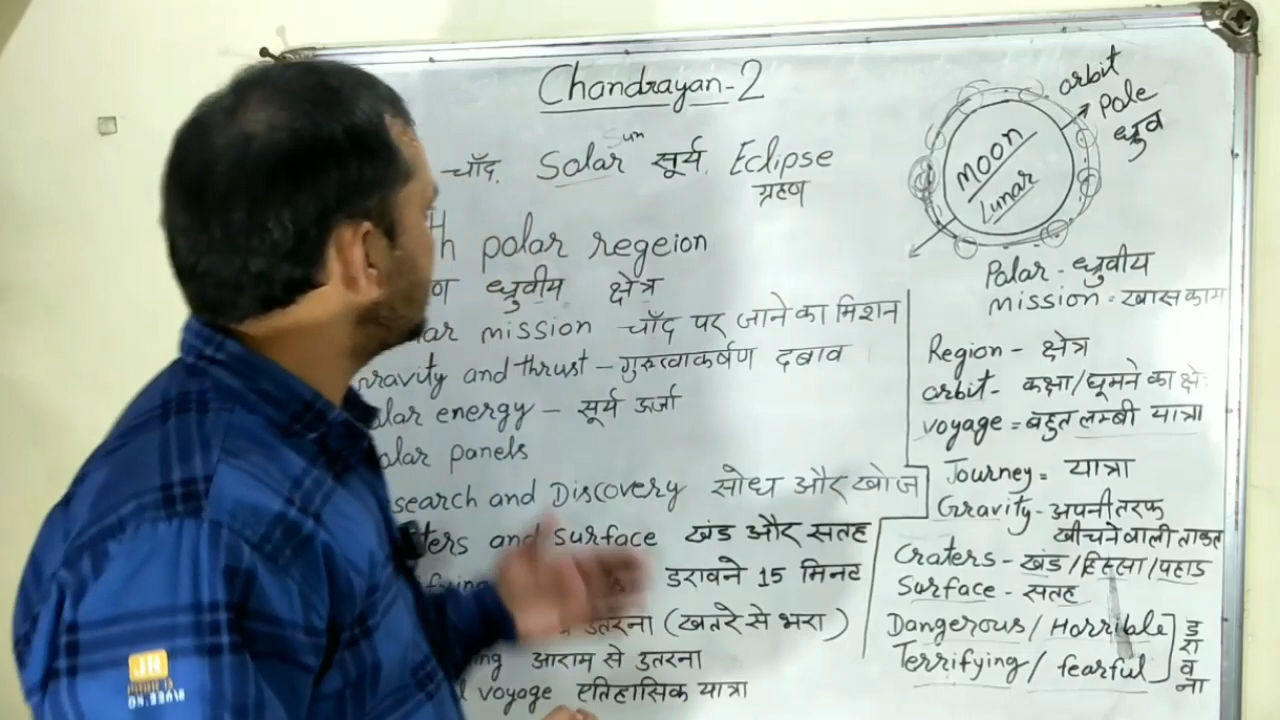 Chandrayan-2
चाँद. Solar Sun सूर्य. Eclipse
ग्रहण
polar regeion
ध्रुवीय क्षेत्र
mission चाँद पर जाने का मिशन
and thrust - गुरुत्वाकर्षण दबाव
energy - सूर्य ऊर्जा
panels
and Discovery सोध और खोज
and surface खंड और सतह
डरावने 15 मिनट
उतरना (खतरे से भरा)
आराम से उतरना
voyage एतिहासिक यात्रा
orbit
Pole
ध्रुव
moon
Lunar
Polar - ध्रुवीय
mission = खास काम
Region - क्षेत्र
orbit - कक्षा/घूमने का क्षे
voyage = बहुत लम्बी यात्रा
Journey = यात्रा
Gravity - अपनी तरफ
खीचने वाली ताकत
Craters - खंड/हिस्सा/पहाड
Surface - सतह
Dangerous/Horrible
Terrifying/fearful
डरावना
JR